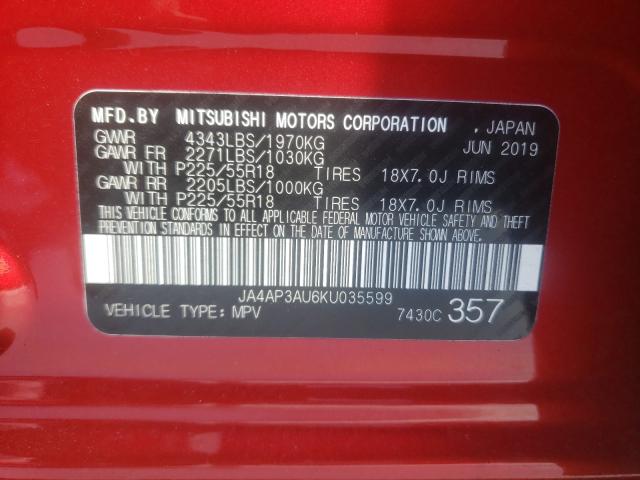 MFD.BY MITSUBISHI MOTORS CORPORATION . JAPAN
GVWR 4343LBS/1970KG JUN 2019
GAWR FR 2271LBS/1030KG
WITH P225/55R18 TIRES 18X7.0J RIMS
GAWR RR 2205LBS/1000KG
WITH P225/55R18 TIRES 18X7.0J RIMS
THIS VEHICLE CONFORMS TO ALL APPLICABLE FEDERAL MOTOR VEHICLE SAFETY AND THEFT
PREVENTION STANDARDS IN EFFECT ON THE DATE OF MANUFACTURE SHOWN ABOVE.
JA4AP3AU6KU035599
VEHICLE TYPE: MPV 7430C 357